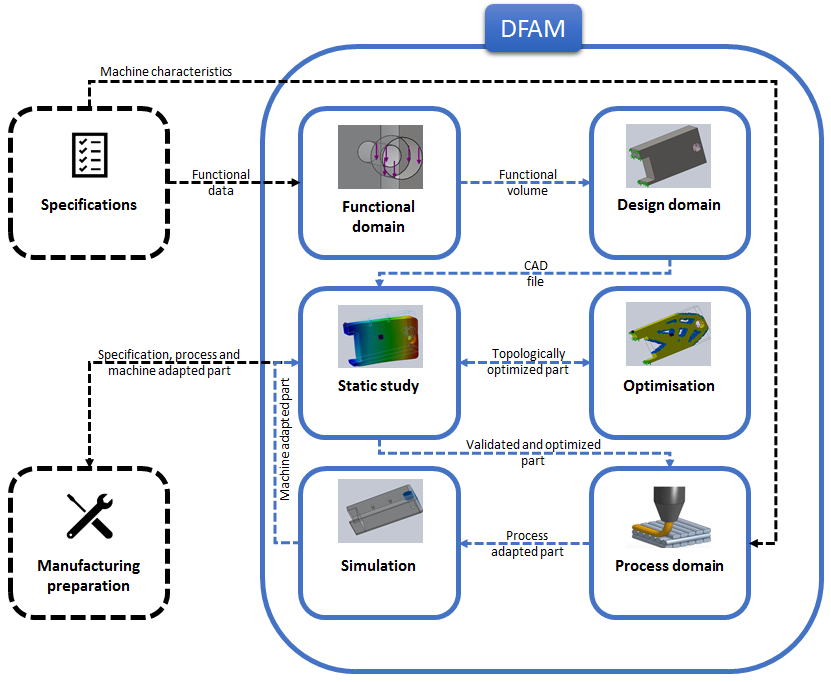 DFAM
Machine characteristics
Specifications
Functional
data
Functional
domain
Functional
volume
Design domain
CAD
file
Specification, process and
machine adapted part
Static study
Topologically
optimized part
Optimisation
Machine adapted part
Validated and optimized
part
Manufacturing
preparation
Simulation
Process
adapted part
Process domain